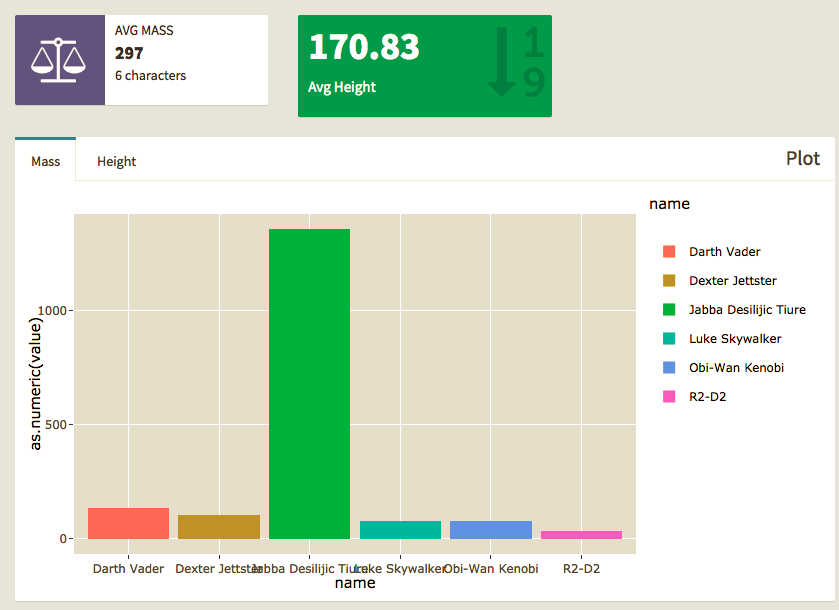 AVG MASS
297
6 characters
170.83
Avg Height
19
Mass
Height
Plot
name
Darth Vader
Dexter Jettster
Jabba Desilijic Tiure
Luke Skywalker
Obi-Wan Kenobi
R2-D2
as.numeric(value)
1000
500
0
Darth Vader Dexter Jettster Jabba Desilijic Tiure Luke Skywalker Obi-Wan Kenobi R2-D2
name